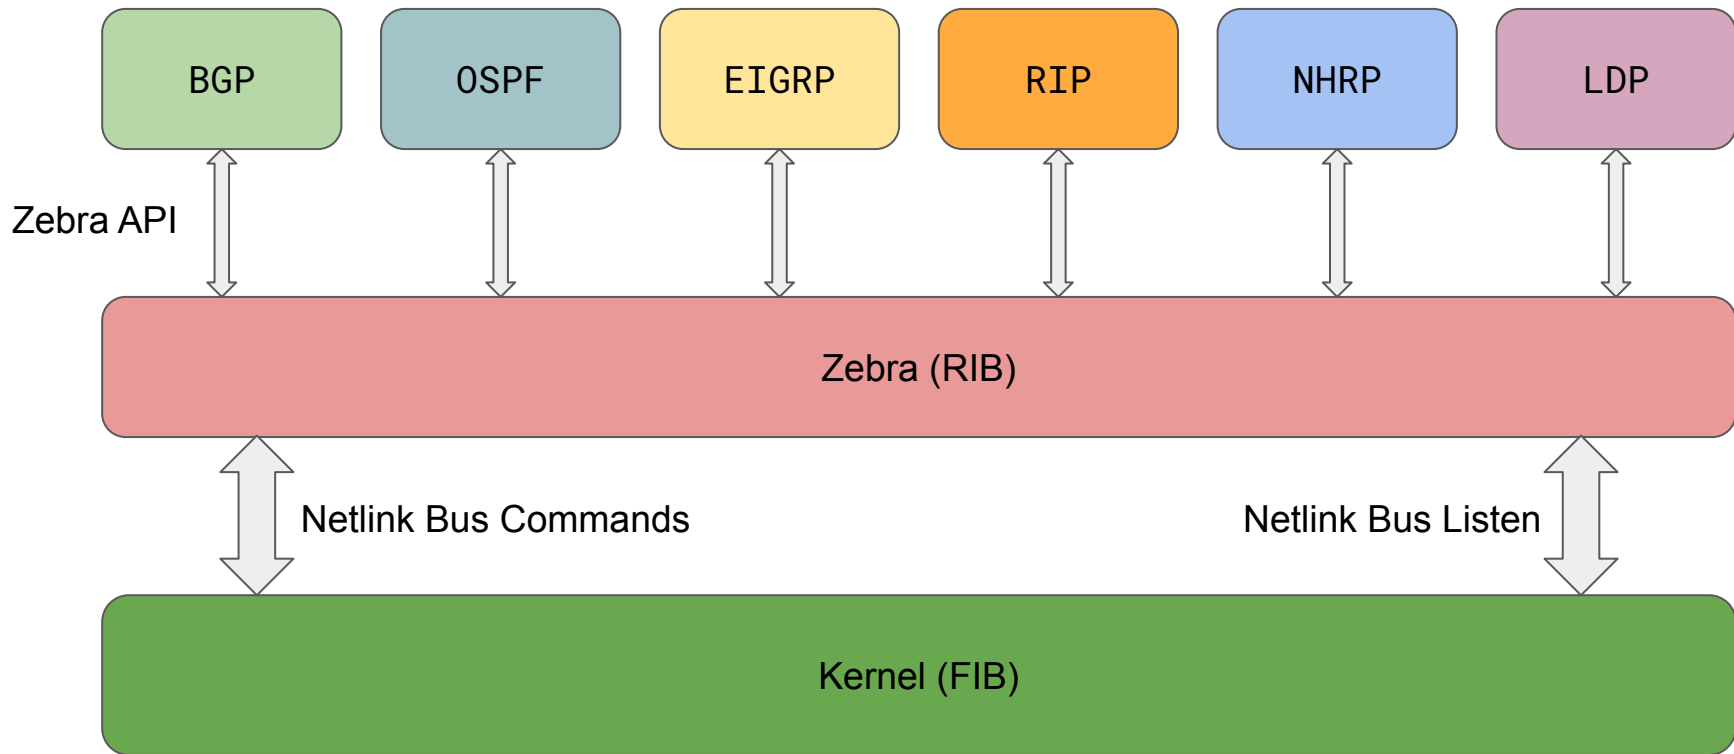 BGP
OSPF
EIGRP
RIP
NHRP
LDP
Zebra API
Zebra (RIB)
Netlink Bus Commands
Netlink Bus Listen
Kernel (FIB)